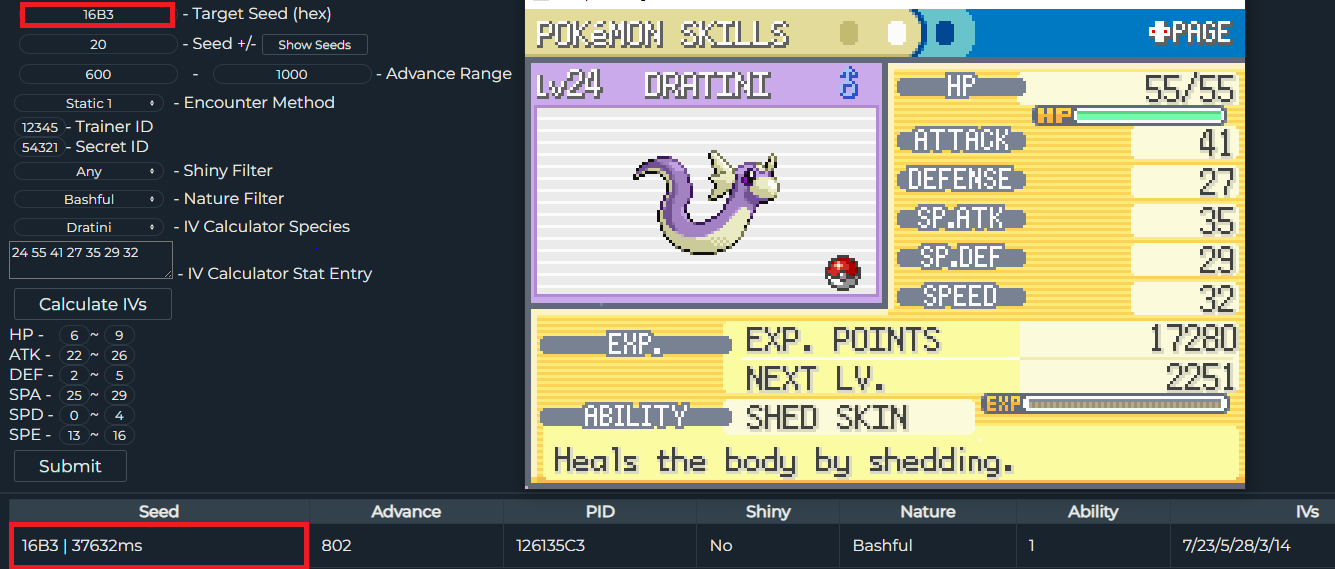 16B3 - Target Seed (hex)
20 - Seed +/- Show Seeds
600 - 1000 - Advance Range
Static 1 - Encounter Method
12345 - Trainer ID
54321 - Secret ID
Any - Shiny Filter
Bashful - Nature Filter
Dratini - IV Calculator Species
24 55 41 27 35 29 32 - IV Calculator Stat Entry
Calculate IVs
HP - 6 ~ 9
ATK - 22 ~ 26
DEF - 2 ~ 5
SPA - 25 ~ 29
SPD - 0 ~ 4
SPE - 13 ~ 16
Submit
POKéMON SKILLS PAGE
Lv24 DRATINI ♂
HP 55/55
HP
ATTACK 41
DEFENSE 27
SP.ATK 35
SP.DEF 29
SPEED 32
EXP. EXP. POINTS 17280
NEXT LV. 2251
EXP
ABILITY SHED SKIN
Heals the body by shedding.
Seed Advance PID Shiny Nature Ability IVs
16B3 | 37632ms 802 126135C3 No Bashful 1 7/23/5/28/3/14